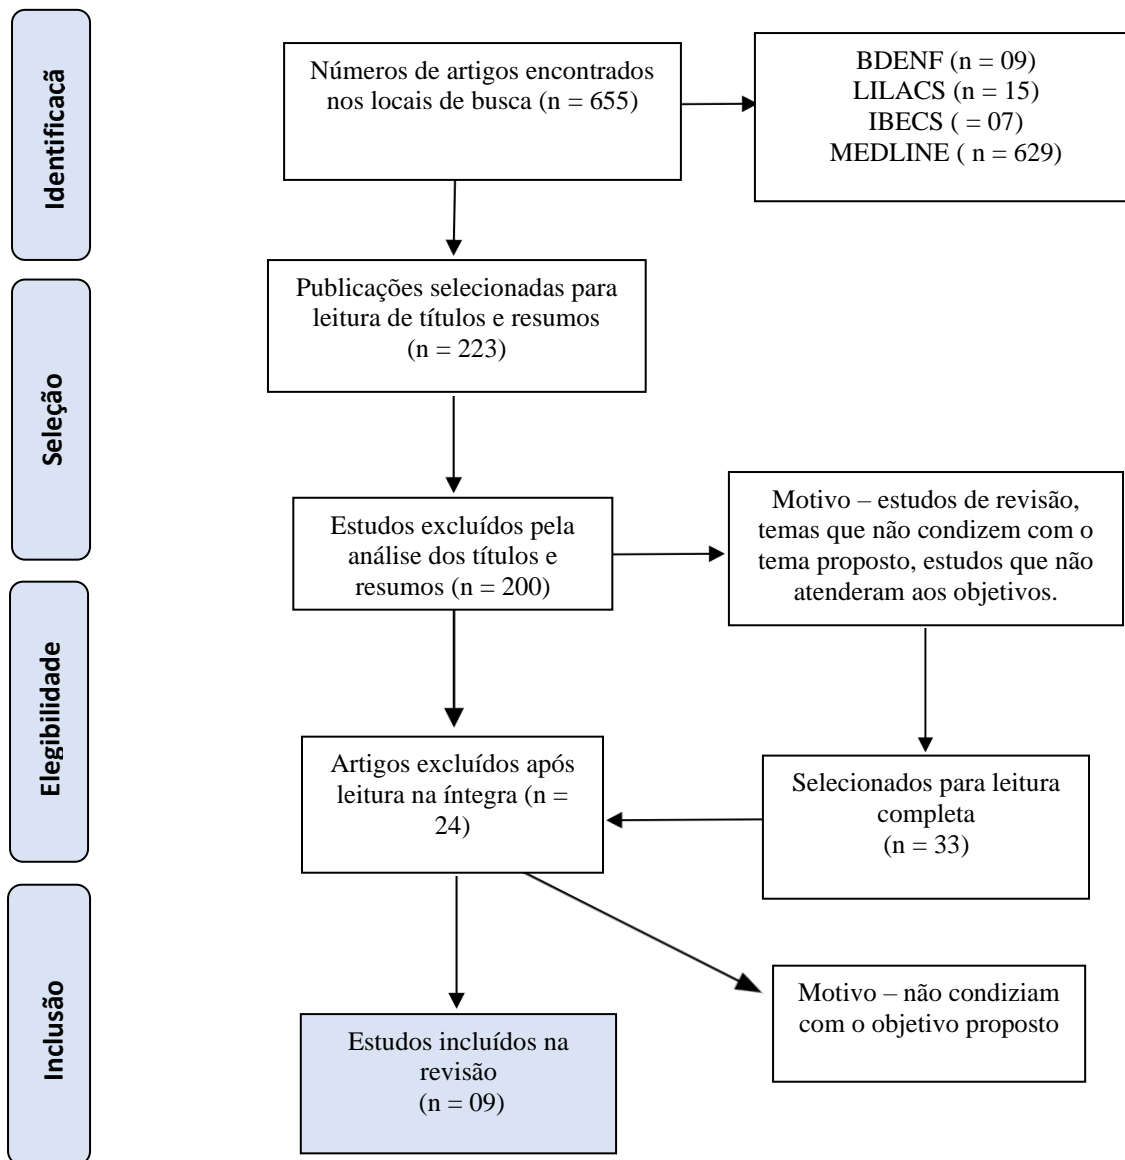 Identificaçã
Números de artigos encontrados
nos locais de busca (n = 655)
BDENF (n = 09)
LILACS (n = 15)
IBECS ( = 07)
MEDLINE ( n = 629)
Seleção
Publicações selecionadas para
leitura de títulos e resumos
(n = 223)
Estudos excluídos pela
análise dos títulos e
resumos (n = 200)
Motivo – estudos de revisão,
temas que não condizem com o
tema proposto, estudos que não
atenderam aos objetivos.
Elegibilidade
Artigos excluídos após
leitura na íntegra (n =
24)
Selecionados para leitura
completa
(n = 33)
Inclusão
Motivo – não condiziam
com o objetivo proposto
Estudos incluídos na
revisão
(n = 09)